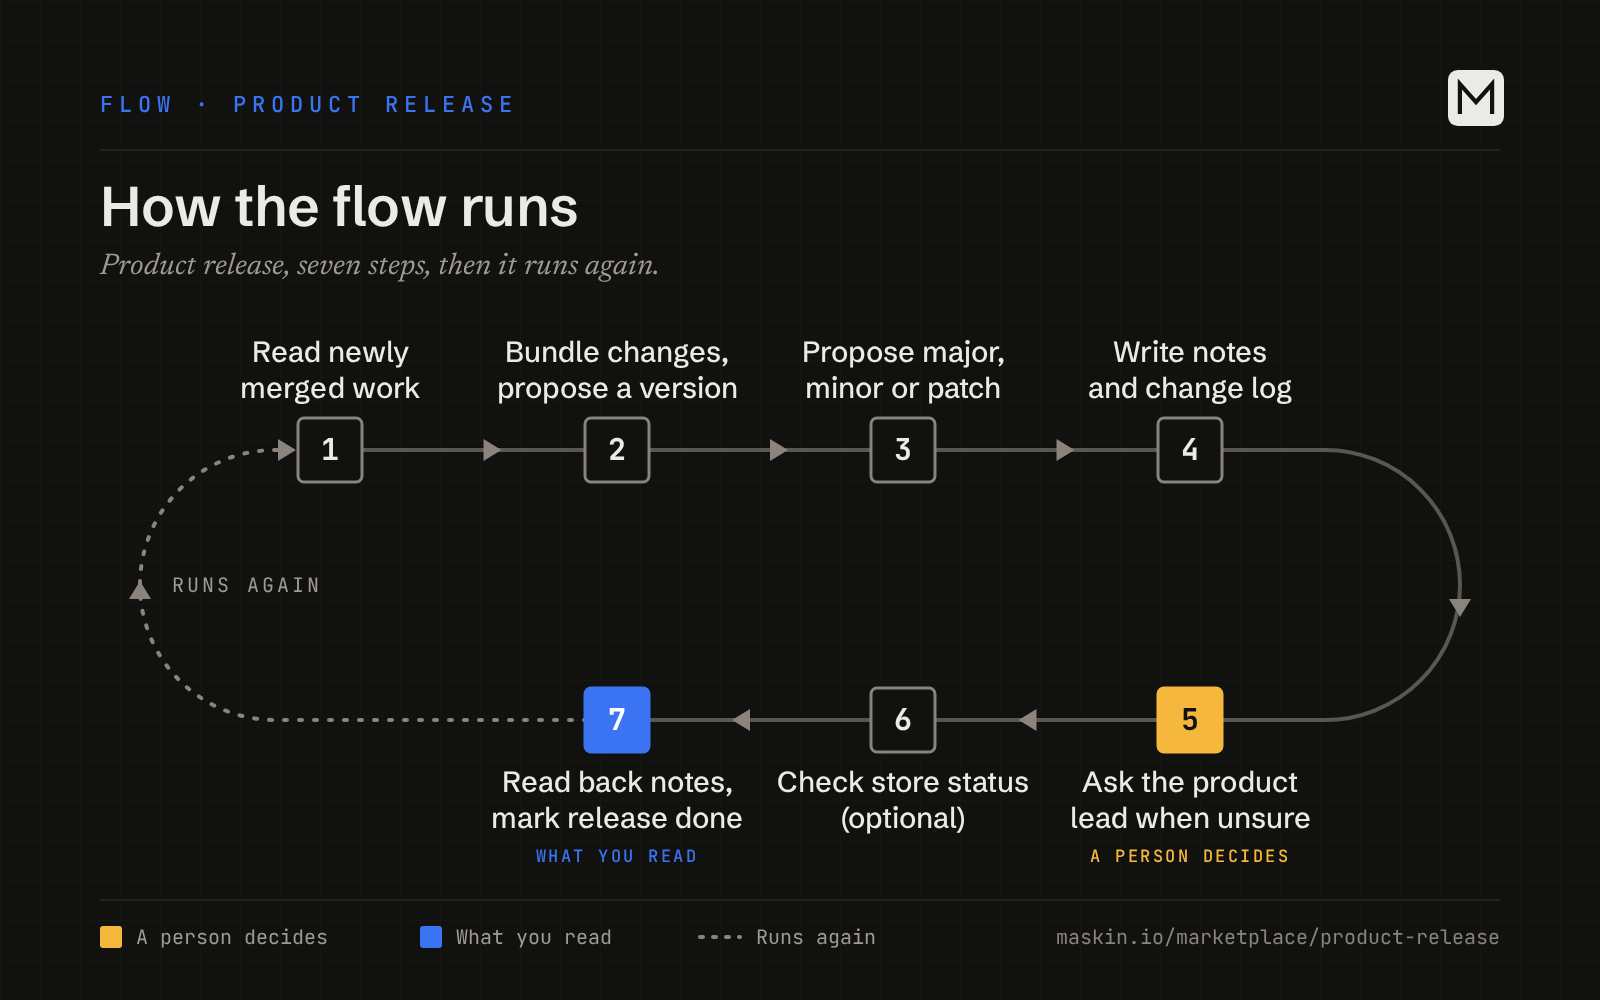 FLOW · PRODUCT RELEASE
M
How the flow runs
Product release, seven steps, then it runs again.
Read newly
merged work
Bundle changes,
propose a version
Propose major,
minor or patch
Write notes
and change log
1
2
3
4
RUNS AGAIN
7
6
5
Read back notes,
mark release done
WHAT YOU READ
Check store status
(optional)
Ask the product
lead when unsure
A PERSON DECIDES
A person decides
What you read
Runs again
maskin.io/marketplace/product-release